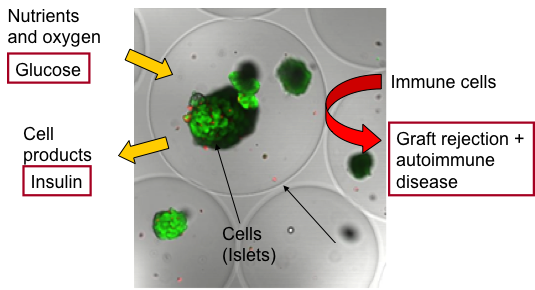 Nutrients
and oxygen
Glucose
Cell
products
Insulin
Cells
(Islets)
Immune cells
Graft rejection +
autoimmune
disease